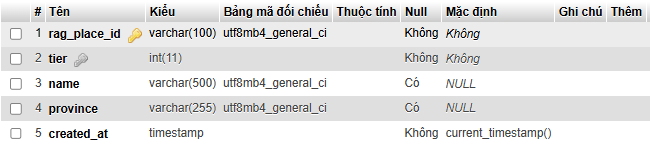 # Tên Kiểu Bảng mã đối chiếu Thuộc tính Null Mặc định Ghi chú Thêm
1 rag_place_id varchar(100) utf8mb4_general_ci Không Không
2 tier int(11) Không Không
3 name varchar(500) utf8mb4_general_ci Có NULL
4 province varchar(255) utf8mb4_general_ci Có NULL
5 created_at timestamp Không current_timestamp()